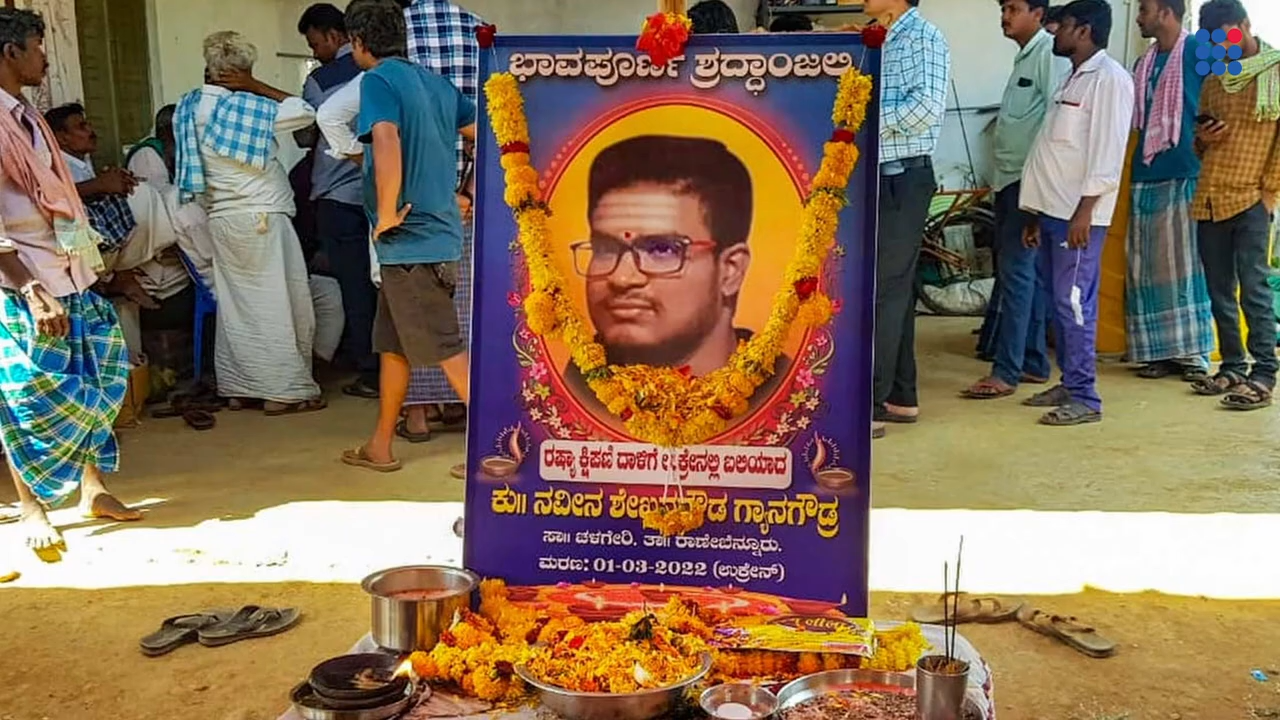 ಭಾವಪೂರ್ಣ ಶ್ರದ್ಧಾಂಜಲಿ
ರಷ್ಯಾ ಕ್ಷಿಪಣಿ ದಾಳಿಗೆ ಬಲಿಯಾದ
ಕು॥ ನವೀನ ಗ್ಯಾನಗೌಡ್ರ
ಸಾ॥ ಚಳಗೇರಿ. ತಾ॥ ರಾಣೇಬೆನ್ನೂರು.
ಮರಣ: 01-03-2022 (ಉಕ್ರೇನ್)